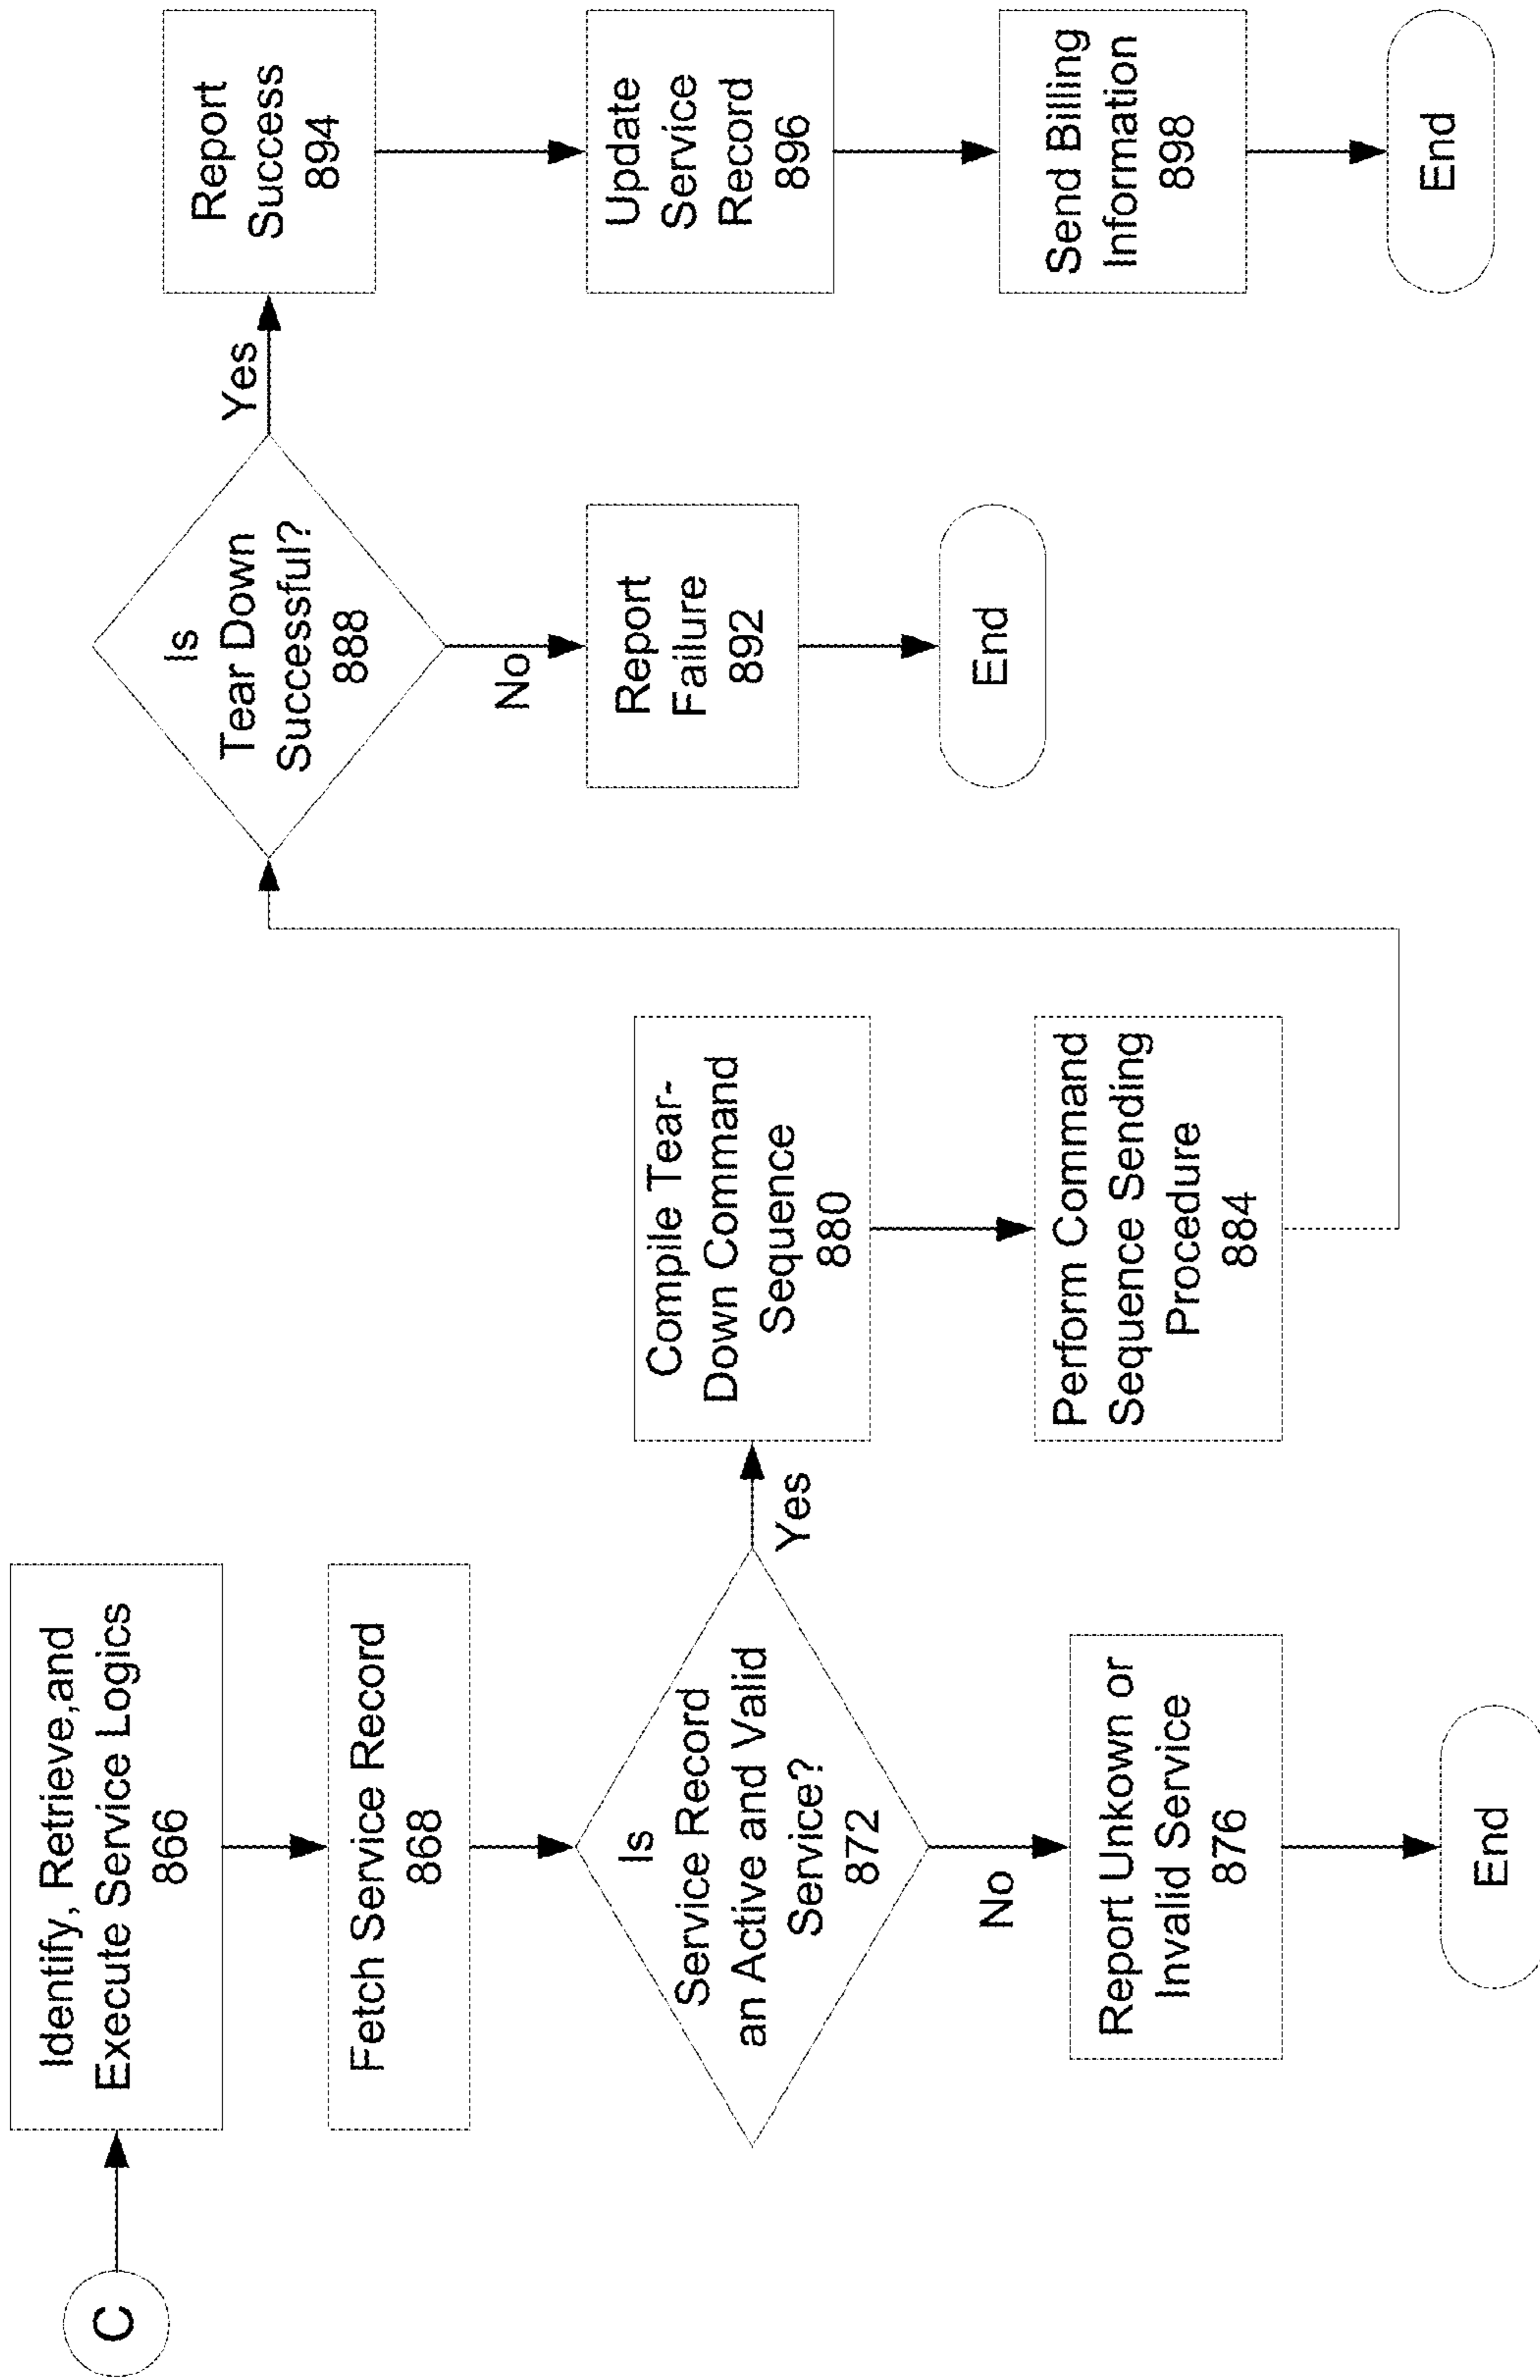 C
Identify, Retrieve,and
Execute Service Logics
866
Fetch Service Record
868
Is
Service Record
an Active and Valid
Service?
872
No
Report Unkown or
Invalid Service
876
End
Yes
Compile Tear-
Down Command
Sequence
880
Perform Command
Sequence Sending
Procedure
884
Is
Tear Down
Successful?
888
No
Report
Failure
892
End
Yes
Report
Success
894
Update
Service
Record
896
Send Billing
Information
898
End